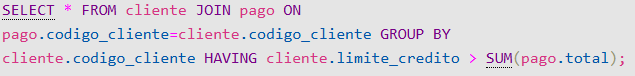 SELECT * FROM cliente JOIN pago ON
pago.codigo_cliente=cliente.codigo_cliente GROUP BY
cliente.codigo_cliente HAVING cliente.limite_credito > SUM(pago.total);